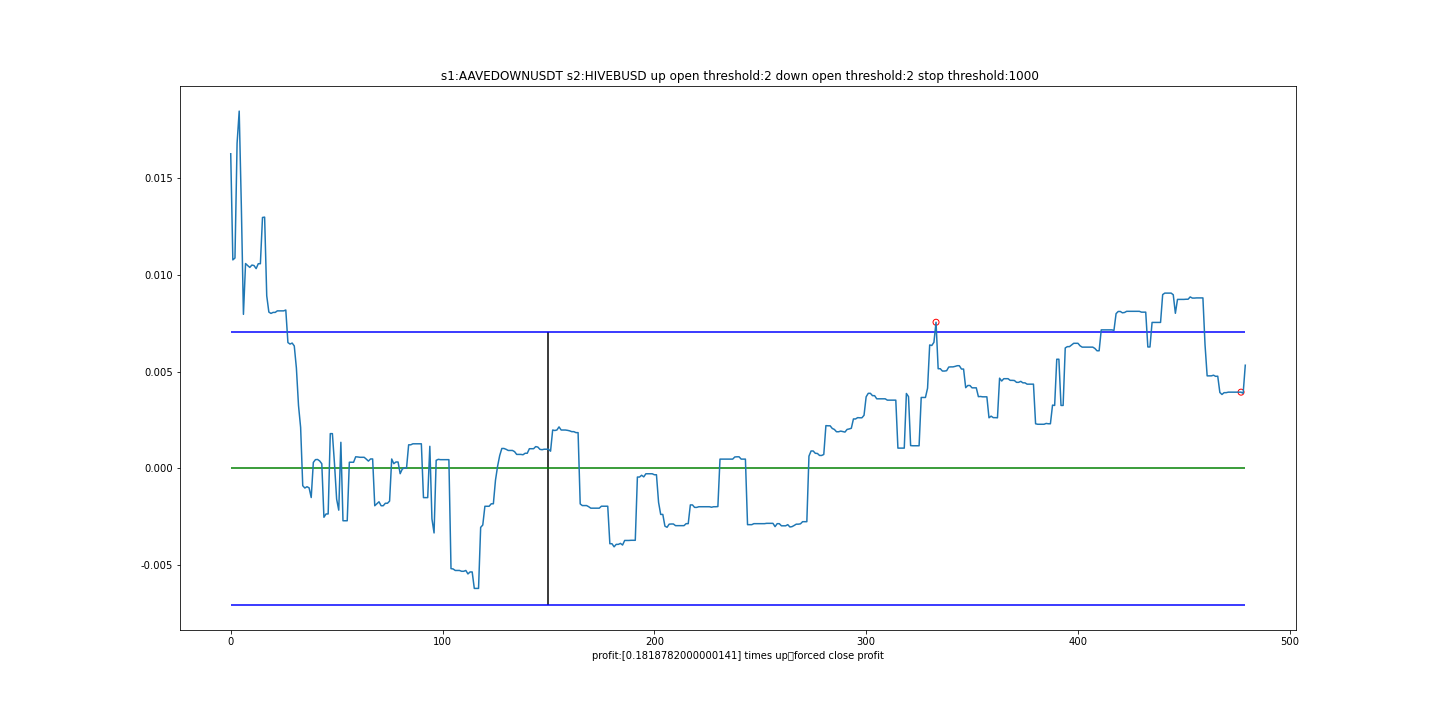 s1:AAVEDOWNUSDT s2:HIVEBUSD up open threshold:2 down open threshold:2 stop threshold:1000
0.015
0.010
0.005
0.000
-0.005
0 100 200 300 400 500
profit:[0.1818782000000141] times up▯forced close profit